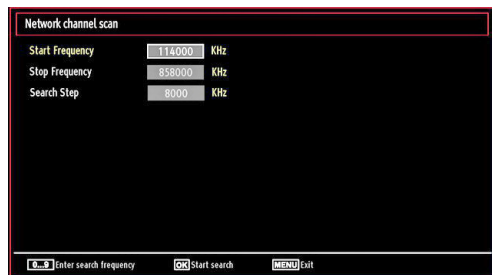 Network channel scan
Start Frequency 114000 KHz
Stop Frequency 858000 KHz
Search Step 8000 KHz
0...9 Enter search frequency OK Start search MENU Exit